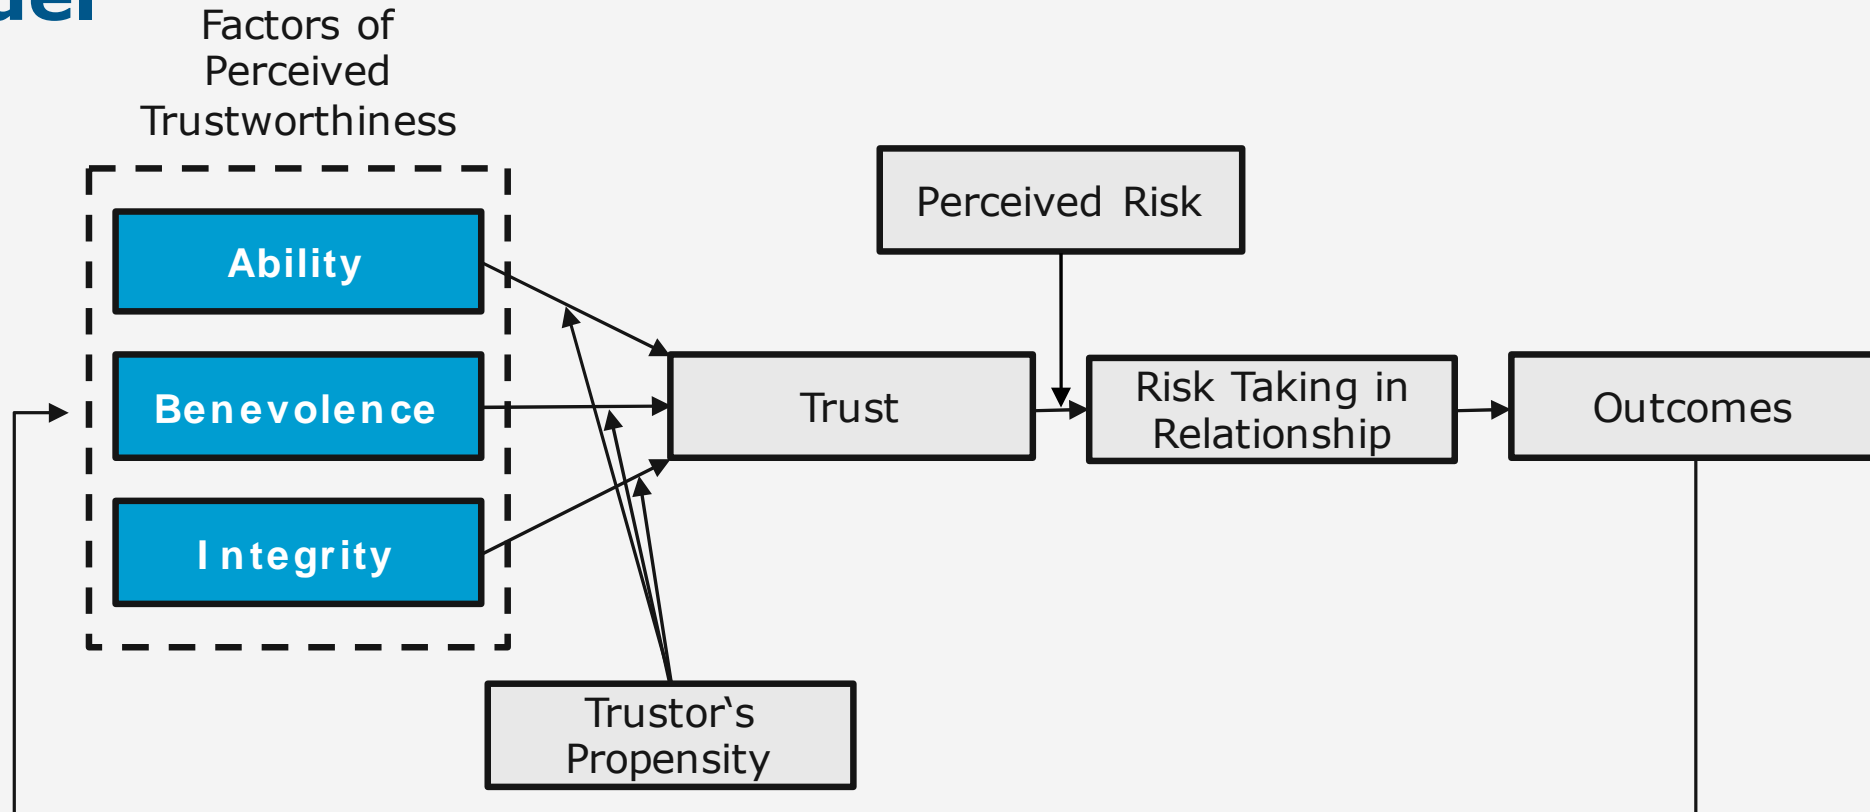 Factors of
Perceived
Trustworthiness
Ability
Benevolence
Integrity
Perceived Risk
Trust
Risk Taking in
Relationship
Outcomes
Trustor‘s
Propensity